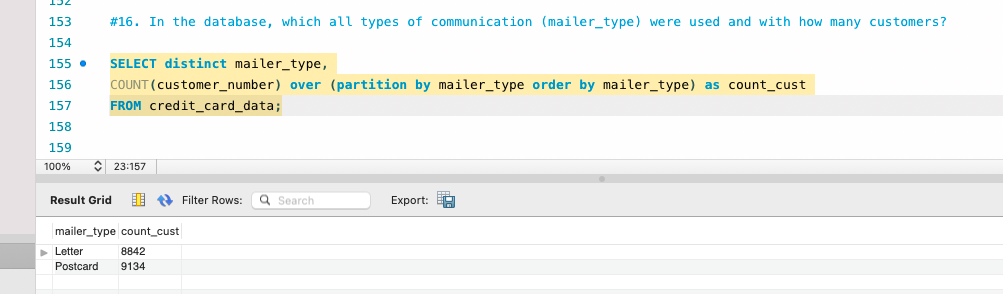 152
153 #16. In the database, which all types of communication (mailer_type) were used and with how many customers?
154
155 SELECT distinct mailer_type,
156 COUNT(customer_number) over (partition by mailer_type order by mailer_type) as count_cust
157 FROM credit_card_data;
158
159
100% 23:157
Result Grid Filter Rows: Search Export:
mailer_type count_cust
Letter 8842
Postcard 9134